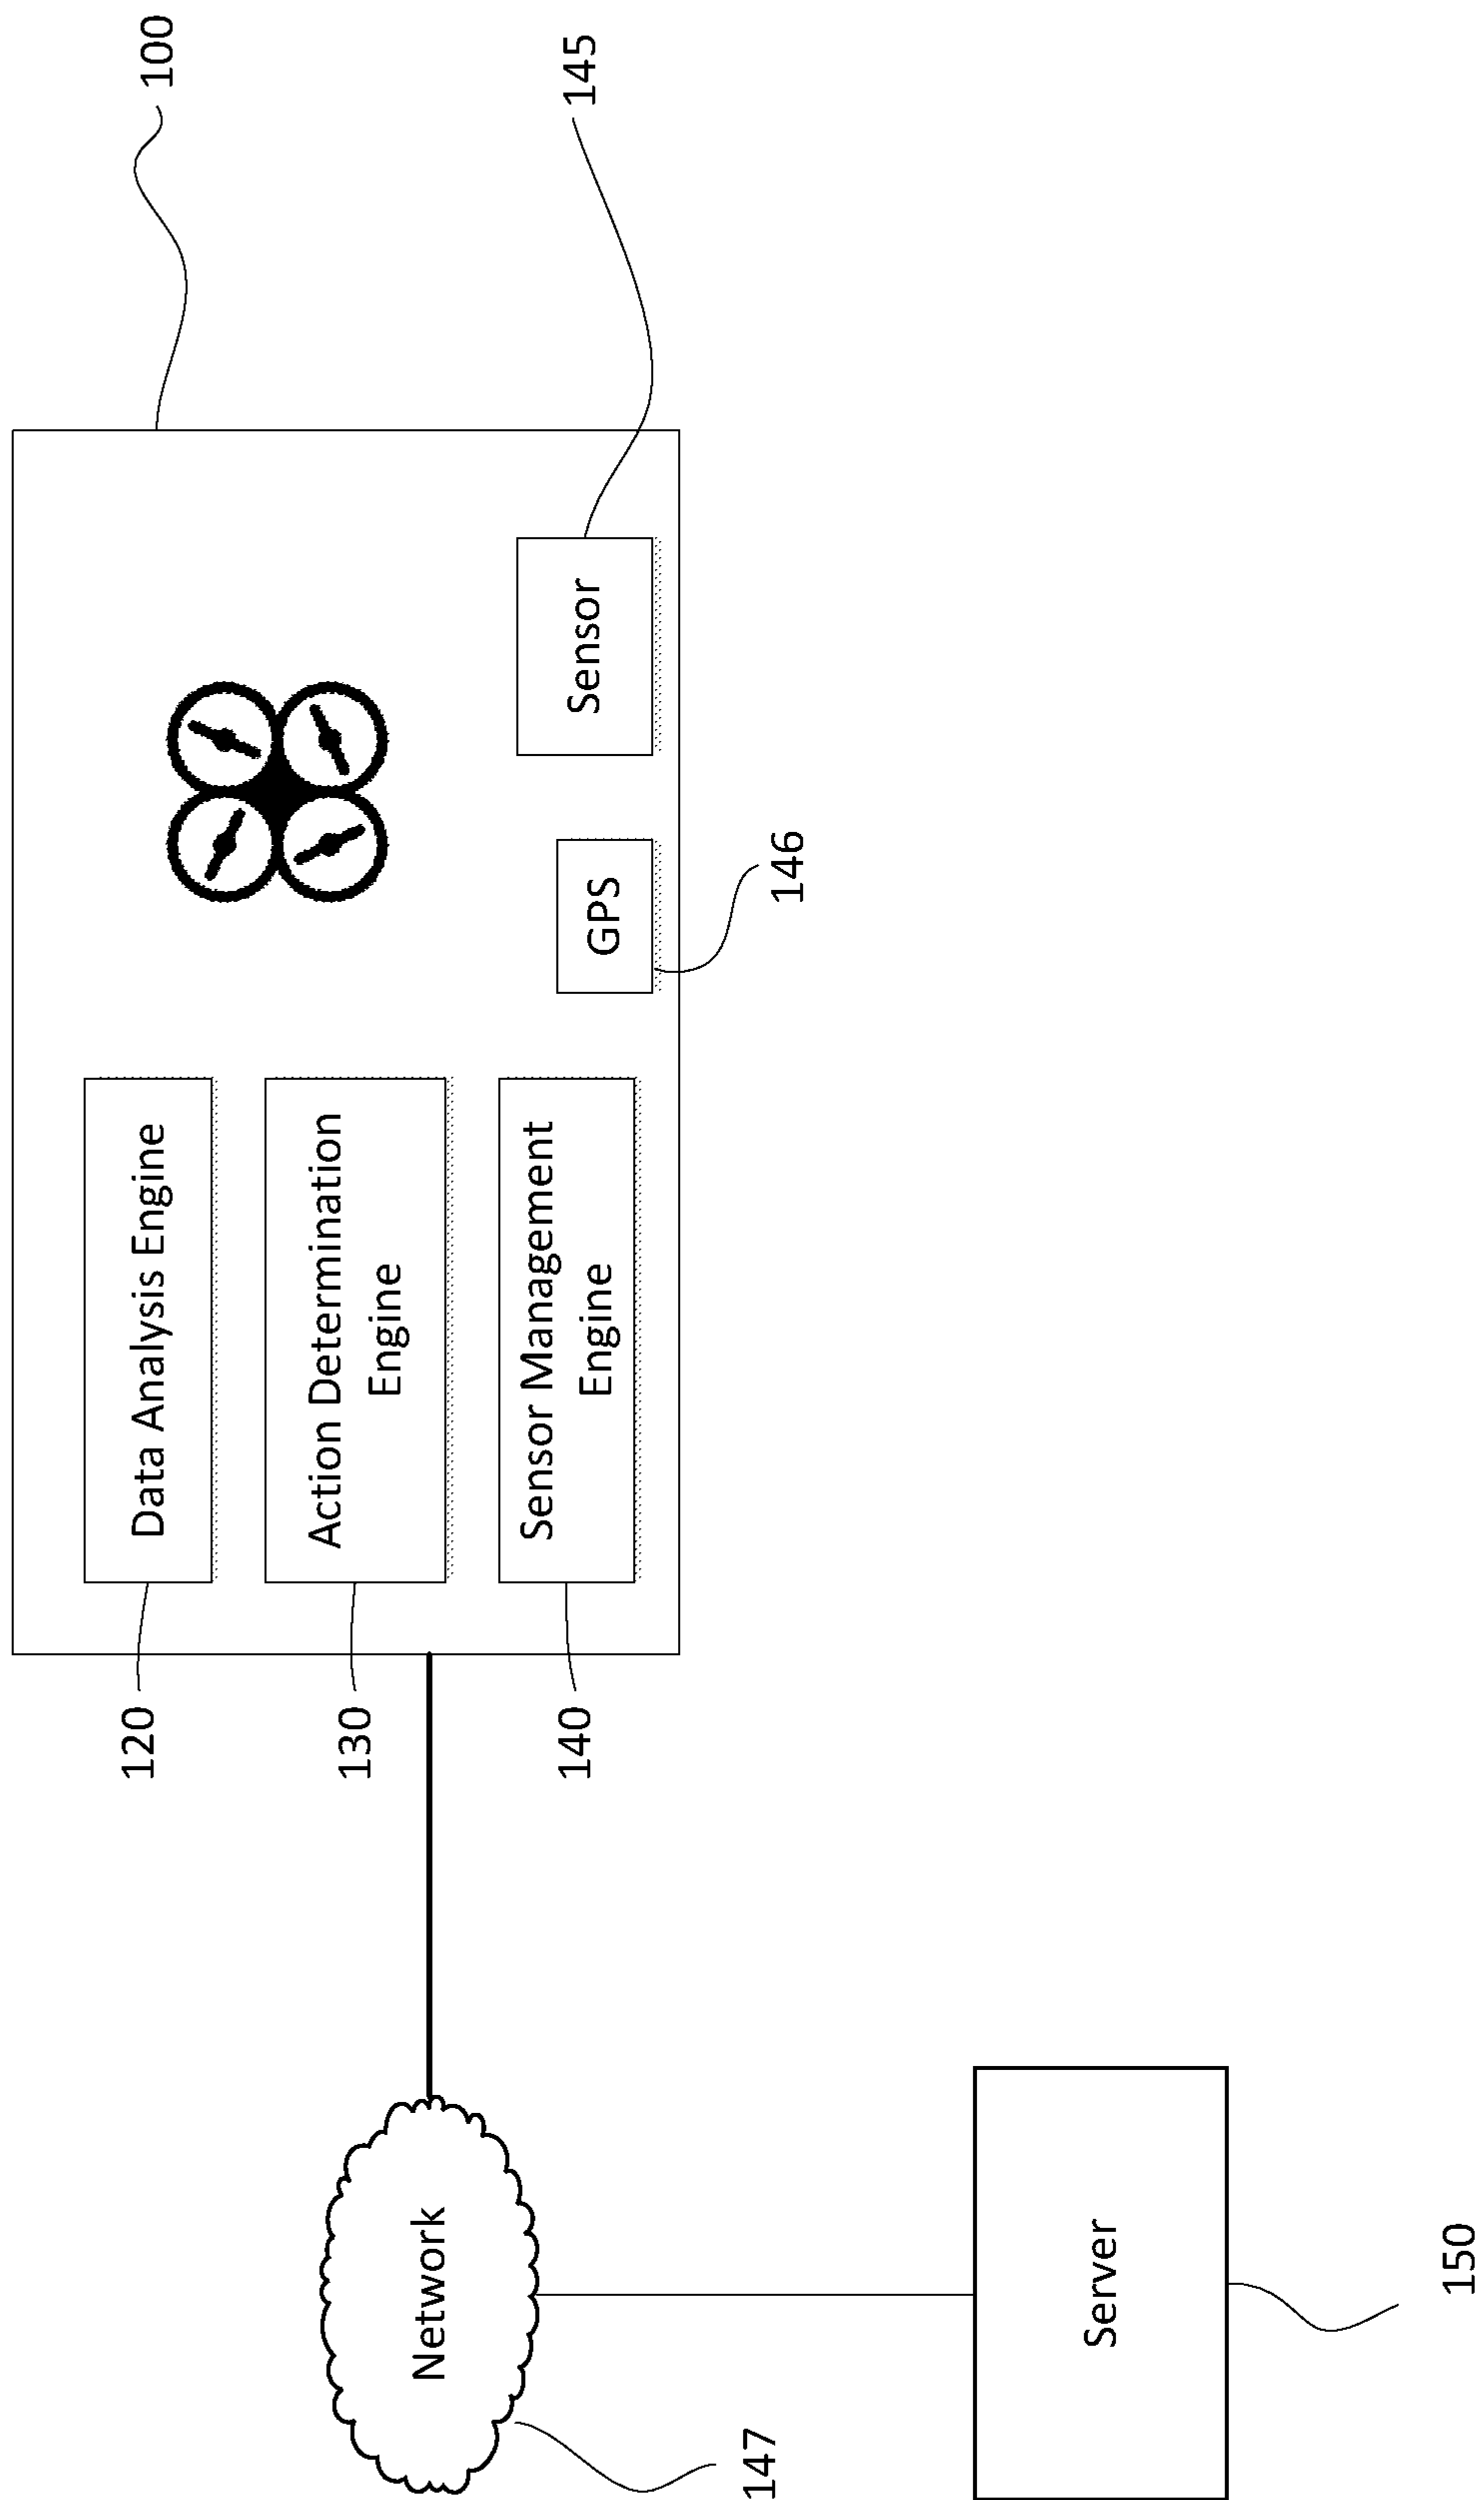 100
145
Data Analysis Engine
Action Determination
Engine
Sensor Management
Engine
GPS
Sensor
146
120
130
140
Network
147
Server
150